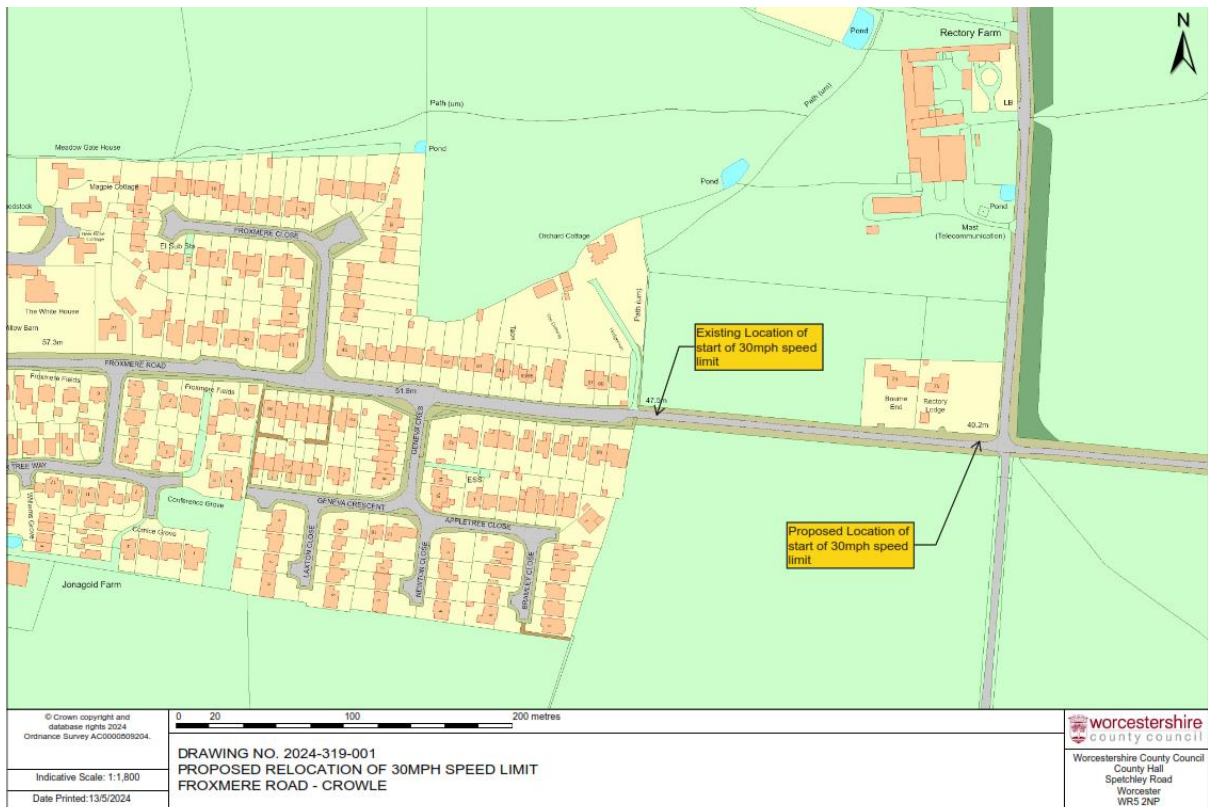 N
Pond
Rectory Farm
LB
Path (um)
Path (um)
Meadow Gate House
Pond
Magpie Cottage
Pond
Pond
FROXMERE CLOSE
Mast
(Telecommunication)
El Sub Sta
Orchard Cottage
Path (um)
The White House
Existing Location of
start of 30mph speed
limit
57.3m
FROXMERE ROAD
Froxmere Fields
Froxmere Fields
51.8m
Bourne
End
Rectory
Lodge
40.2m
GENEVA CRES
ESS
Conference Grove
GENEVA CRESCENT
APPLETREE CLOSE
Proposed Location of
start of 30mph speed
limit
LAXTON CLOSE
NEWTON CLOSE
BRAMLEY CLOSE
Jonagold Farm
© Crown copyright and
database rights 2024
Ordnance Survey AC0000809204.
Indicative Scale: 1:1,800
Date Printed:13/5/2024
0 20 100 200 metres
DRAWING NO. 2024-319-001
PROPOSED RELOCATION OF 30MPH SPEED LIMIT
FROXMERE ROAD - CROWLE
worcestershire
county council
Worcestershire County Council
County Hall
Spetchley Road
Worcester
WR5 2NP